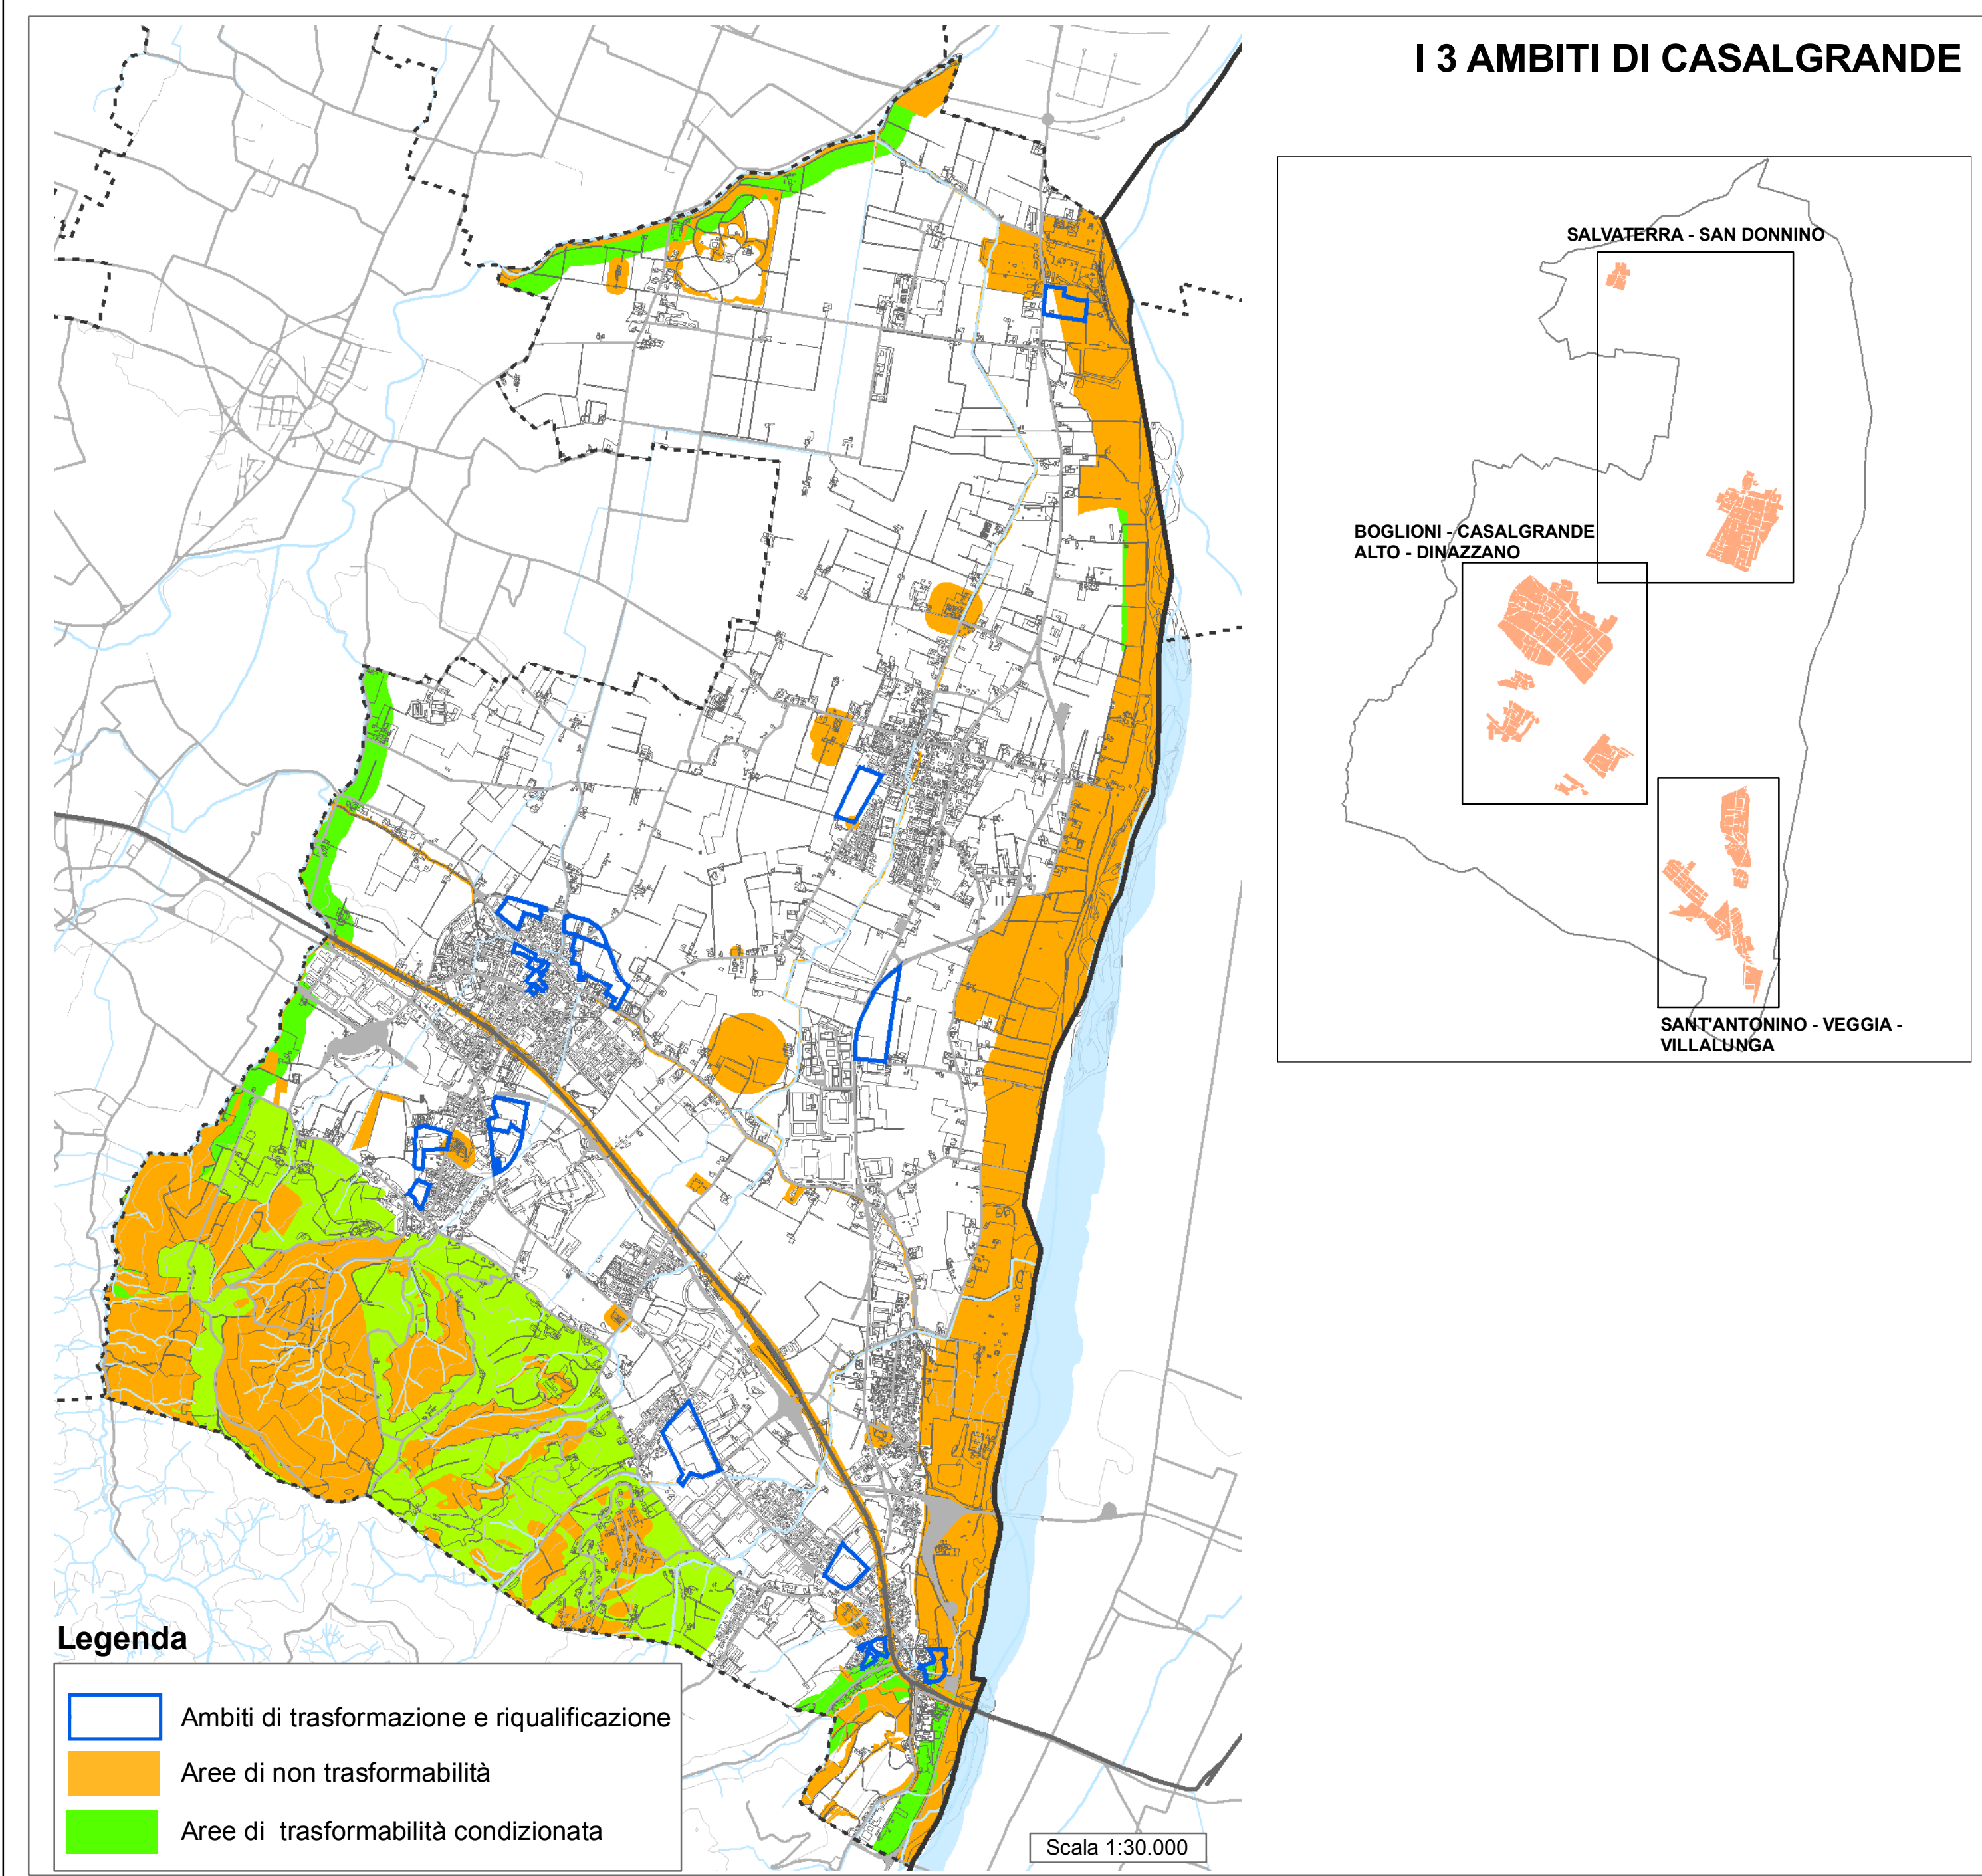 I 3 AMBITI DI CASALGRANDE
SALVATERRA - SAN DONNINO
BOGLIONI - CASALGRANDE
ALTO - DINAZZANO
SANT'ANTONINO - VEGGIA -
VILLALUNGA
Legenda
Ambiti di trasformazione e riqualificazione
Aree di non trasformabilità
Aree di trasformabilità condizionata
Scala 1:30.000